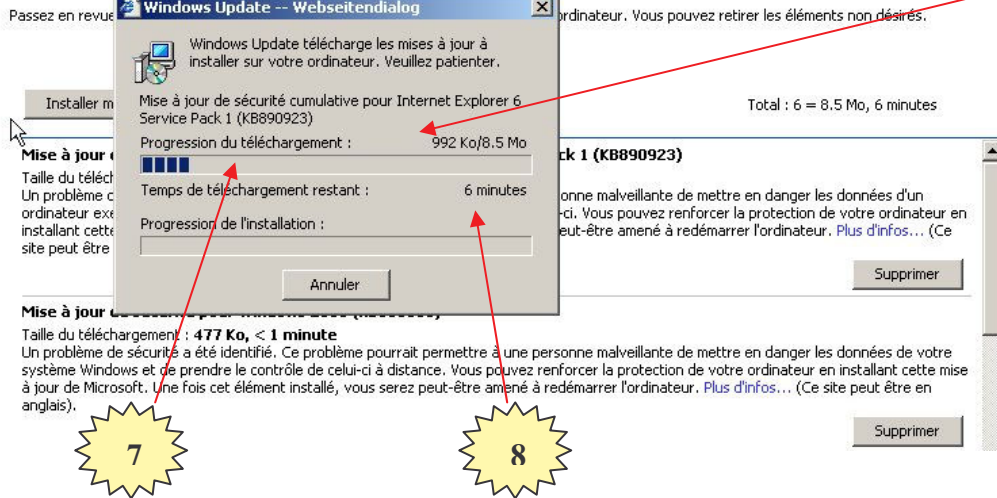 Passez en revue
ordinateur. Vous pouvez retirer les éléments non désirés.
Windows Update -- Webseitendialog
Windows Update télécharge les mises à jour à
installer sur votre ordinateur. Veuillez patienter.
Installer m
Total : 6 = 8.5 Mo, 6 minutes
Mise à jour de sécurité cumulative pour Internet Explorer 6
Service Pack 1 (KB890923)
Progression du téléchargement : 992 Ko/8.5 Mo
Temps de téléchargement restant : 6 minutes
Progression de l'installation :
Annuler
Mise à jour d ck 1 (KB890923)
Taille du téléch
Un problème d onne malveillante de mettre en danger les données d'un
ordinateur exé -ci. Vous pouvez renforcer la protection de votre ordinateur en
installant cette eut-être amené à redémarrer l'ordinateur. Plus d'infos... (Ce
site peut être
Supprimer
Mise à jour
Taille du téléchargement : 477 Ko, < 1 minute
Un problème de sécurité a été identifié. Ce problème pourrait permettre à une personne malveillante de mettre en danger les données de votre
système Windows et de prendre le contrôle de celui-ci à distance. Vous pouvez renforcer la protection de votre ordinateur en installant cette mise
à jour de Microsoft. Une fois cet élément installé, vous serez peut-être amené à redémarrer l'ordinateur. Plus d'infos... (Ce site peut être en
anglais).
Supprimer
7
8